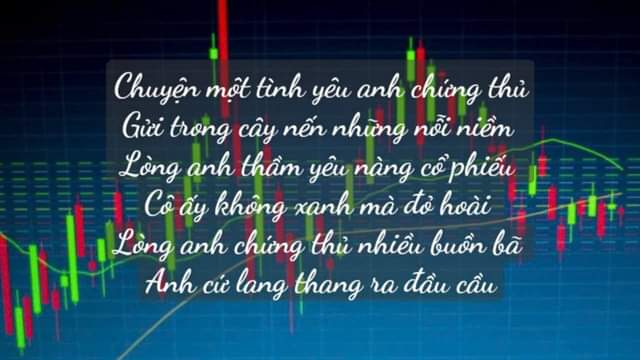 Chuyện một tình yêu anh chứng thủ
Gửi trong cây nến những nỗi niềm
Lòng anh thầm yêu nàng cổ phiếu
Cô ấy không xanh mà đỏ hoài
Lòng anh chứng thủ nhiều buồn bã
Anh cứ lang thang ra đầu cầu